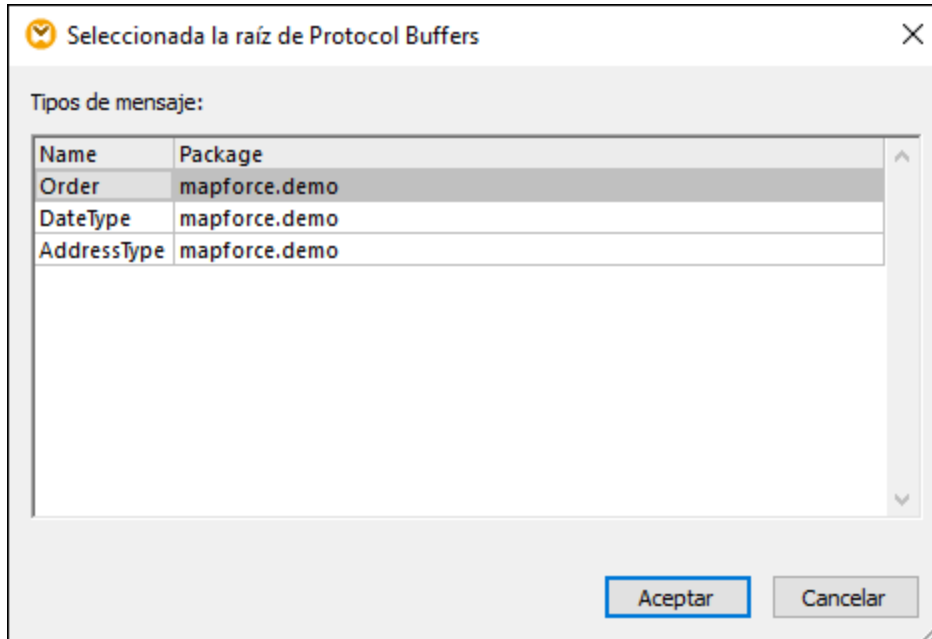 Seleccionada la raíz de Protocol Buffers
Tipos de mensaje:
Name Package
Order mapforce.demo
DateType mapforce.demo
AddressType mapforce.demo
Aceptar Cancelar